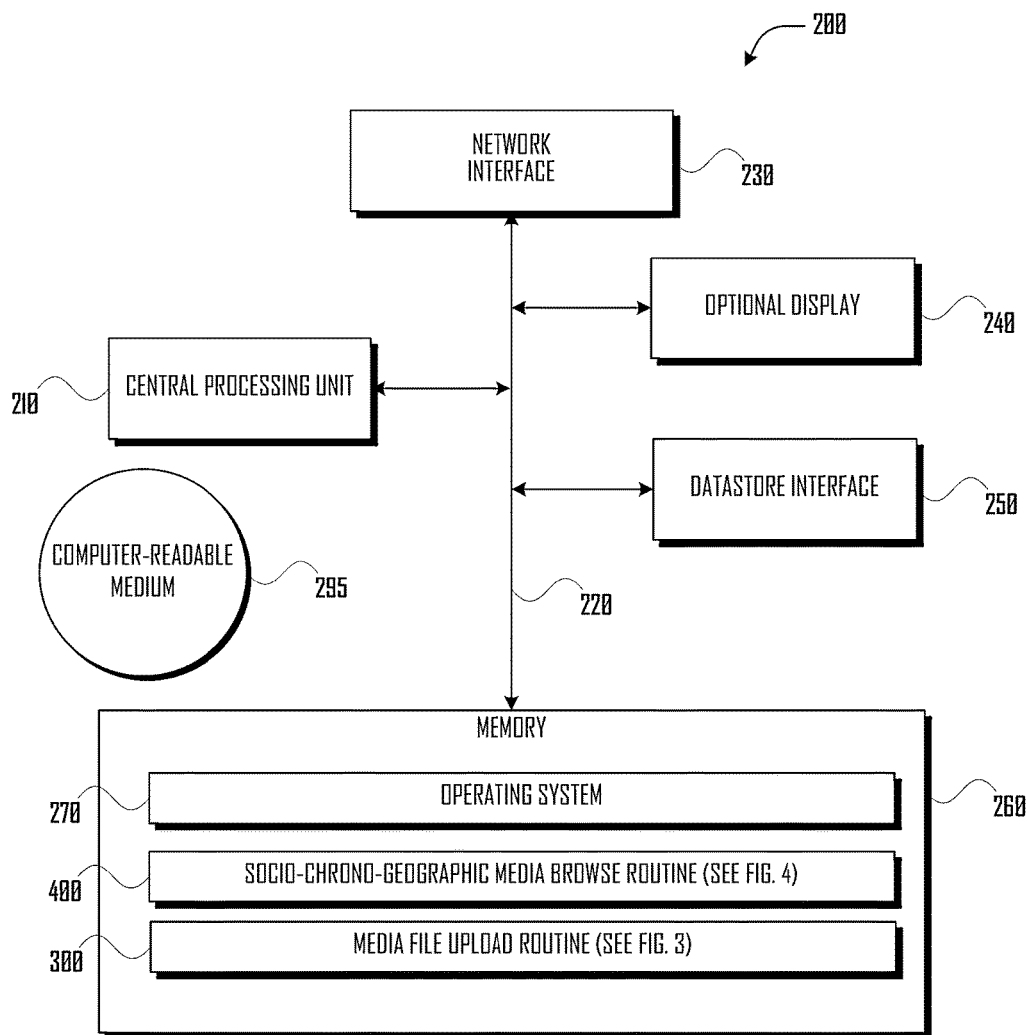 200
NETWORK
INTERFACE
230
OPTIONAL DISPLAY
240
CENTRAL PROCESSING UNIT
210
DATASTORE INTERFACE
250
COMPUTER-READABLE
MEDIUM
295
220
MEMORY
OPERATING SYSTEM
270
260
SOCIO-CHRONO-GEOGRAPHIC MEDIA BROWSE ROUTINE (SEE FIG. 4)
400
MEDIA FILE UPLOAD ROUTINE (SEE FIG. 3)
300